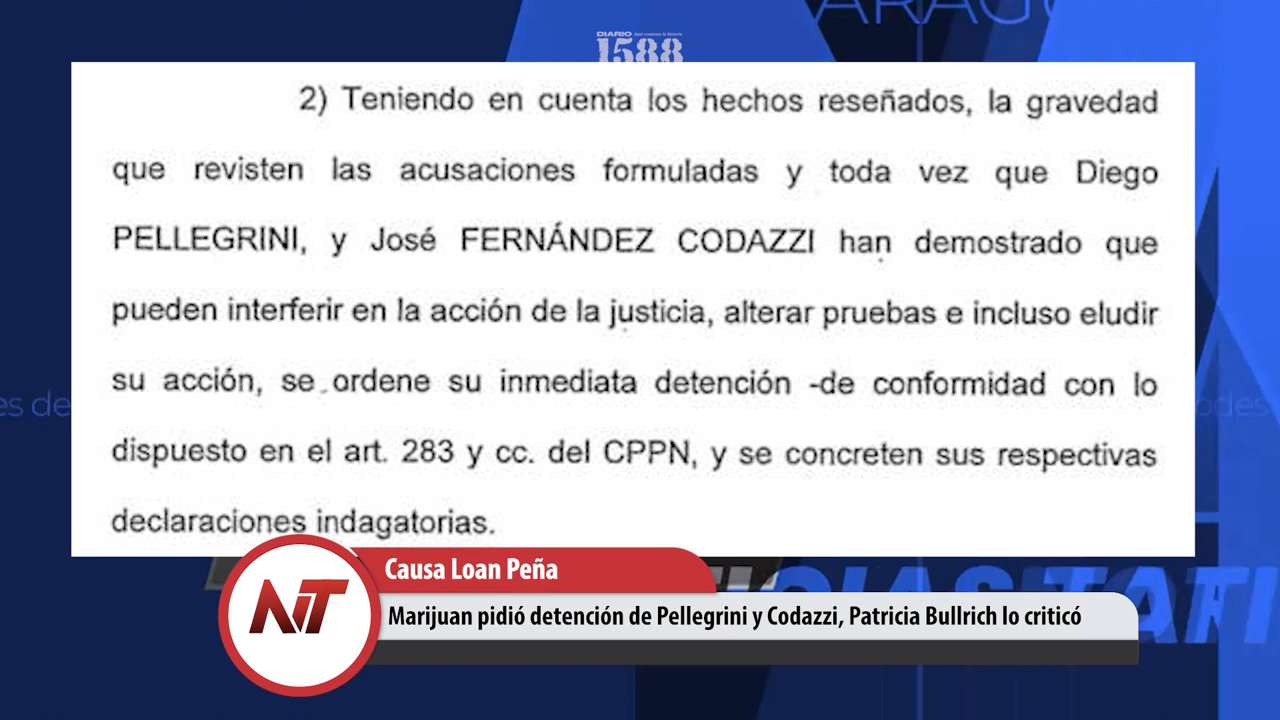 DIARIO
1588
2) Teniendo en cuenta los hechos reseñados, la gravedad
que revisten las acusaciones formuladas y toda vez que Diego
PELLEGRINI, y José FERNÁNDEZ CODAZZI han demostrado que
pueden interferir en la acción de la justicia, alterar pruebas e incluso eludir
su acción, se ordene su inmediata detención -de conformidad con lo
dispuesto en el art. 283 y cc. del CPPN, y se concreten sus respectivas
declaraciones indagatorias.
NT
Causa Loan Peña
Marijuan pidió detención de Pellegrini y Codazzi, Patricia Bullrich lo criticó